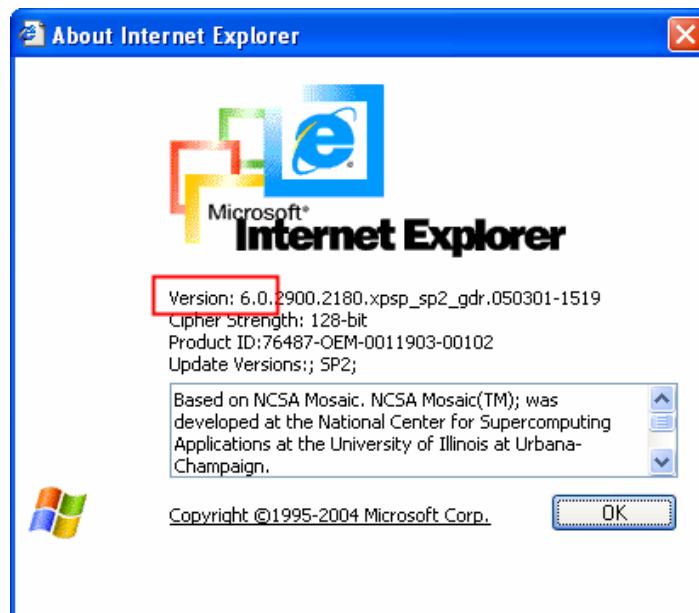 About Internet Explorer
Microsoft®
Internet Explorer
Version: 6.0.2900.2180.xpsp_sp2_gdr.050301-1519
Cipher Strength: 128-bit
Product ID:76487-OEM-0011903-00102
Update Versions:; SP2;
Based on NCSA Mosaic. NCSA Mosaic(TM); was
developed at the National Center for Supercomputing
Applications at the University of Illinois at Urbana-
Champaign.
Copyright ©1995-2004 Microsoft Corp.
OK